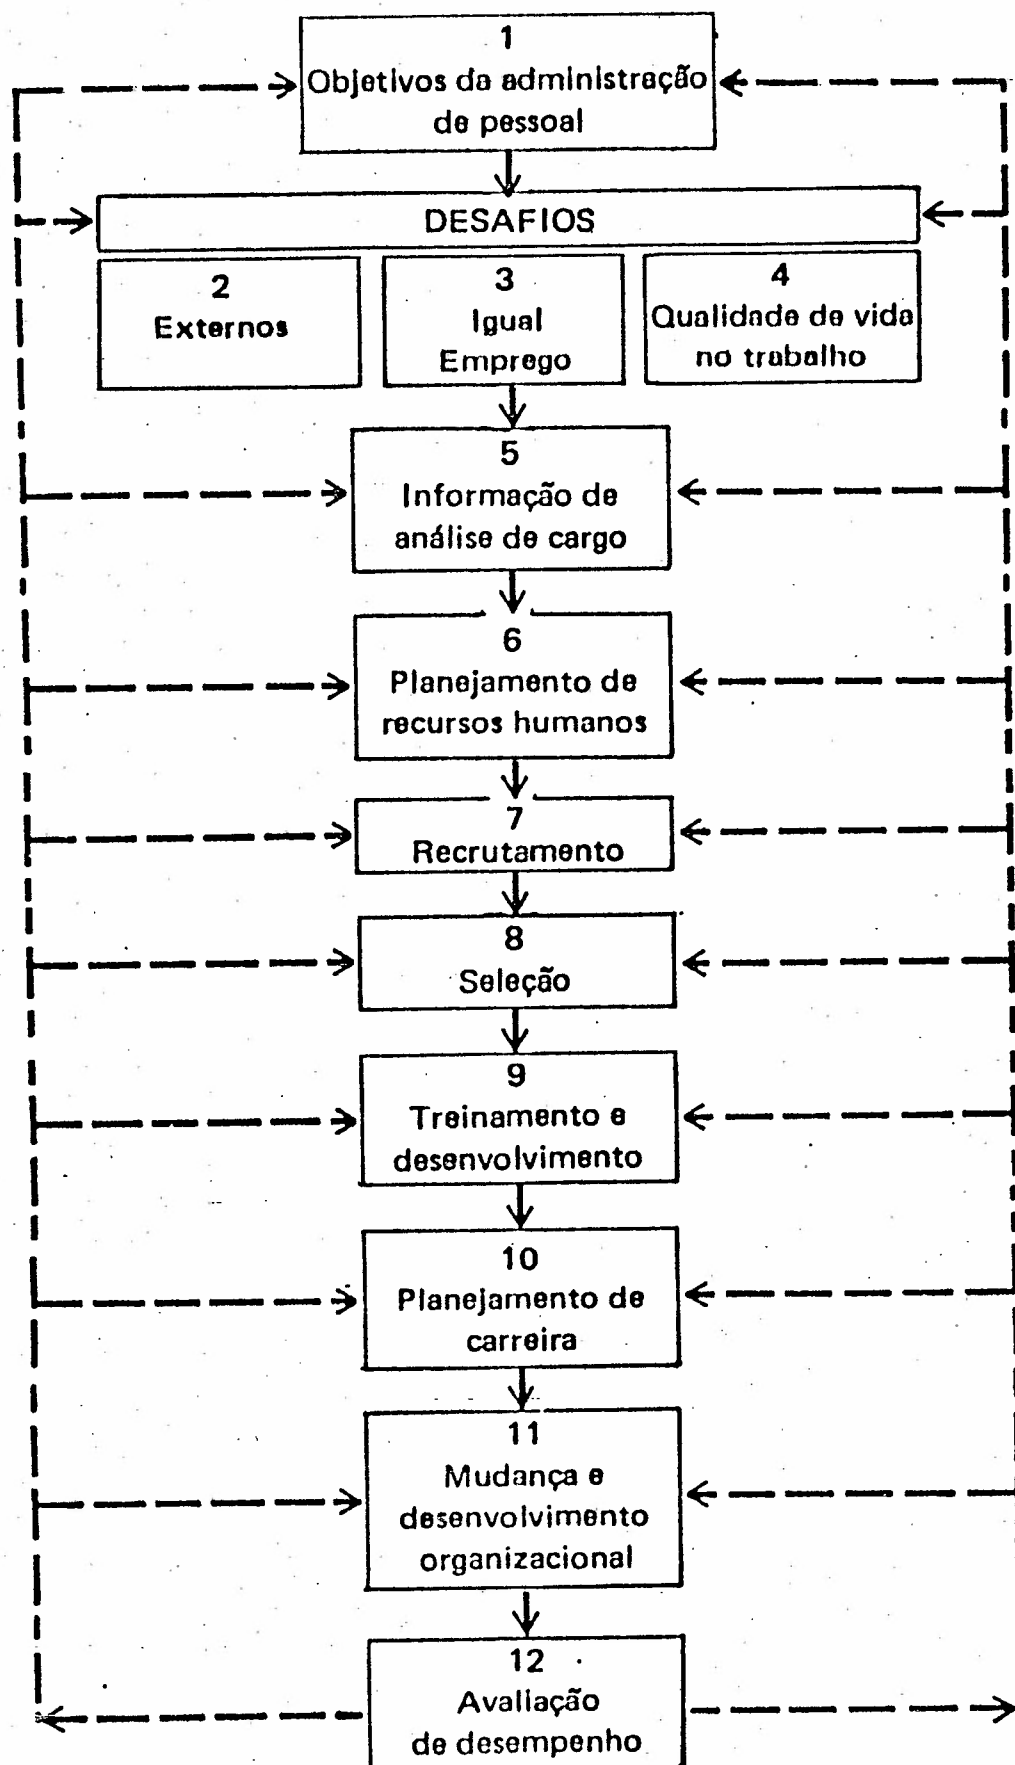 1
Objetivos da administração
de pessoal
DESAFIOS
2
Externos
3
Igual
Emprego
4
Qualidade de vida
no trabalho
5
Informação de
análise de cargo
6
Planejamento de
recursos humanos
7
Recrutamento
8
Seleção
9
Treinamento e
desenvolvimento
10
Planejamento de
carreira
11
Mudança e
desenvolvimento
organizacional
12
Avaliação
de desempenho